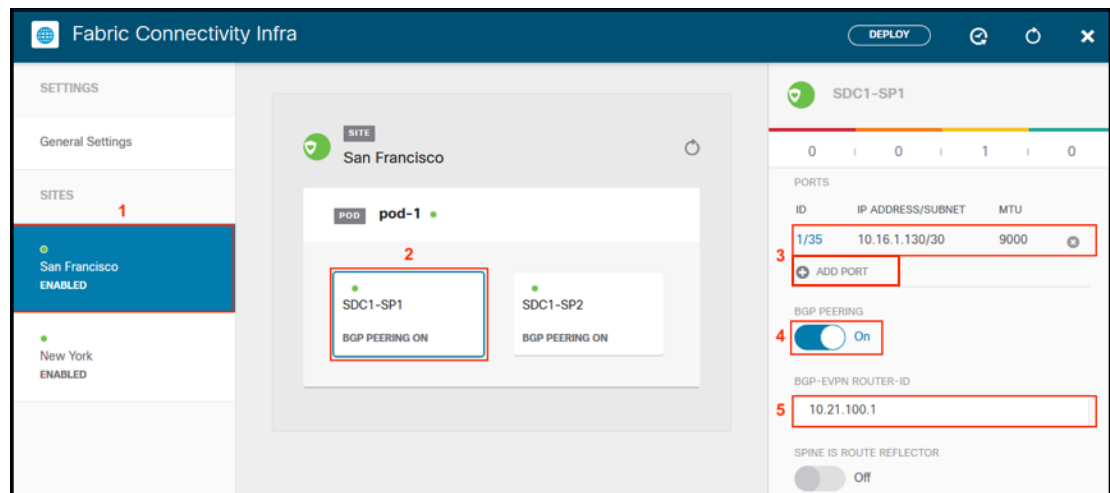 Fabric Connectivity Infra
DEPLOY
SETTINGS
General Settings
SITES
1
San Francisco
ENABLED
New York
ENABLED
SITE
San Francisco
POD pod-1
2
SDC1-SP1
BGP PEERING ON
SDC1-SP2
BGP PEERING ON
SDC1-SP1
0 0 1 0
PORTS
ID IP ADDRESS/SUBNET MTU
1/35 10.16.1.130/30 9000
3
ADD PORT
BGP PEERING
4 On
BGP-EVPN ROUTER-ID
5 10.21.100.1
SPINE IS ROUTE REFLECTOR
Off